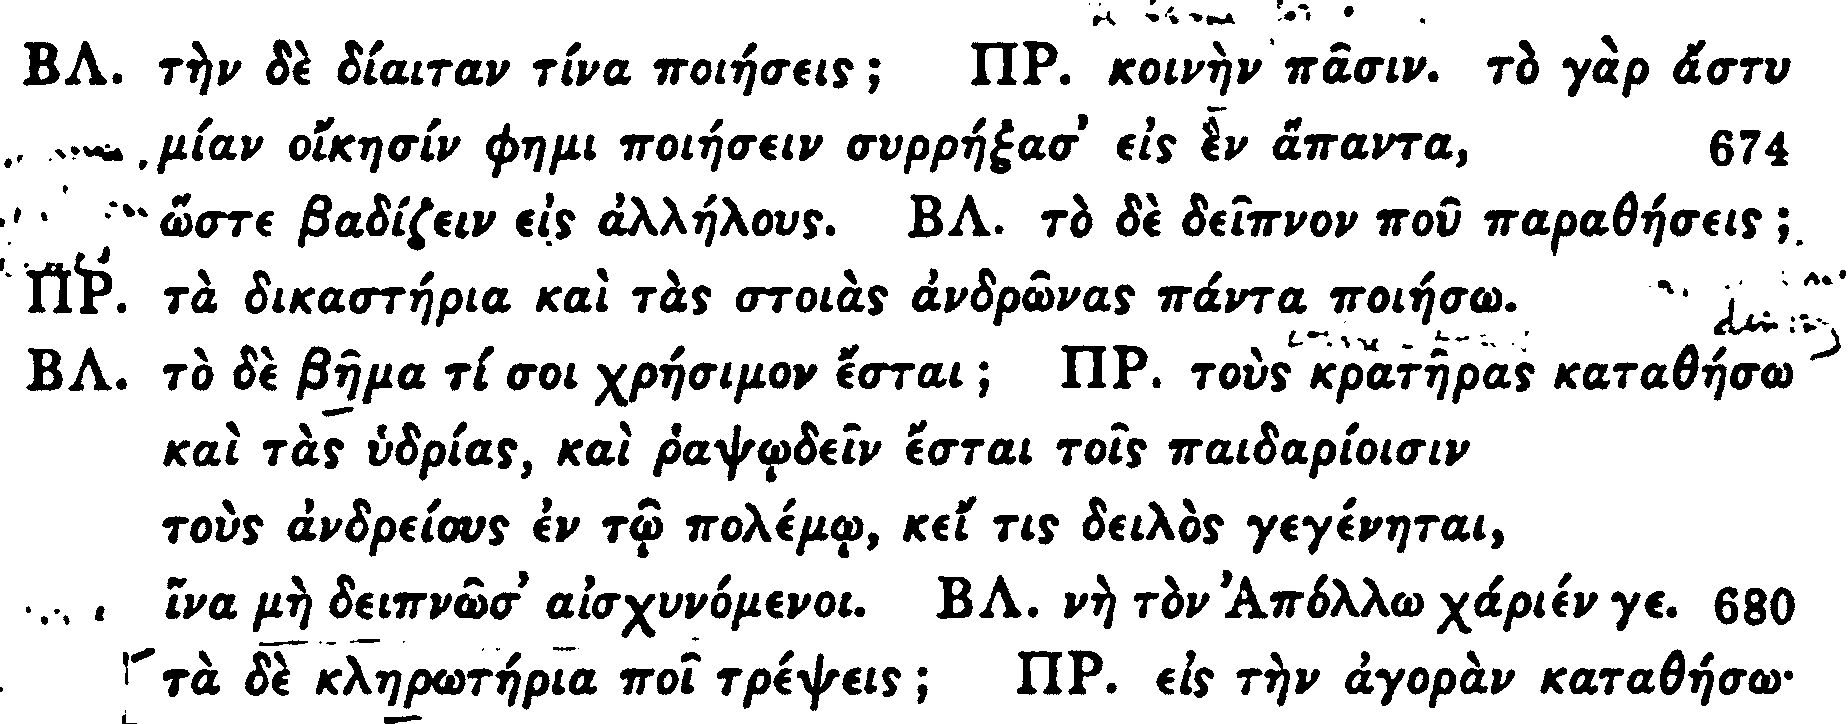 ΒΛ. τὴν δὲ δίαιταν τίνα ποιήσεις; ΠΡ. κοινὴν πᾶσιν. τὸ γὰρ ἄστυ
μίαν οἴκησίν φημι ποιήσειν συρρήξασ’ εἰς ἓν ἅπαντα, 674
ὥστε βαδίζειν εἰς ἀλλήλους. ΒΛ. τὸ δὲ δεῖπνον ποῦ παραθήσεις;
ΠΡ. τὰ δικαστήρια καὶ τὰς στοιὰς ἀνδρῶνας πάντα ποιήσω.
ΒΛ. τὸ δὲ βῆμα τί σοι χρήσιμον ἔσται; ΠΡ. τοὺς κρατῆρας καταθήσω
καὶ τὰς ὑδρίας, καὶ ῥαψῳδεῖν ἔσται τοῖς παιδαρίοισιν
τοὺς ἀνδρείους ἐν τῷ πολέμῳ, κεἴ τις δειλὸς γεγένηται,
ἵνα μὴ δειπνῶσ’ αἰσχυνόμενοι. ΒΛ. νὴ τὸν Ἀπόλλω χάριέν γε. 680
τὰ δὲ κληρωτήρια ποῖ τρέψεις; ΠΡ. εἰς τὴν ἀγορὰν καταθήσω·